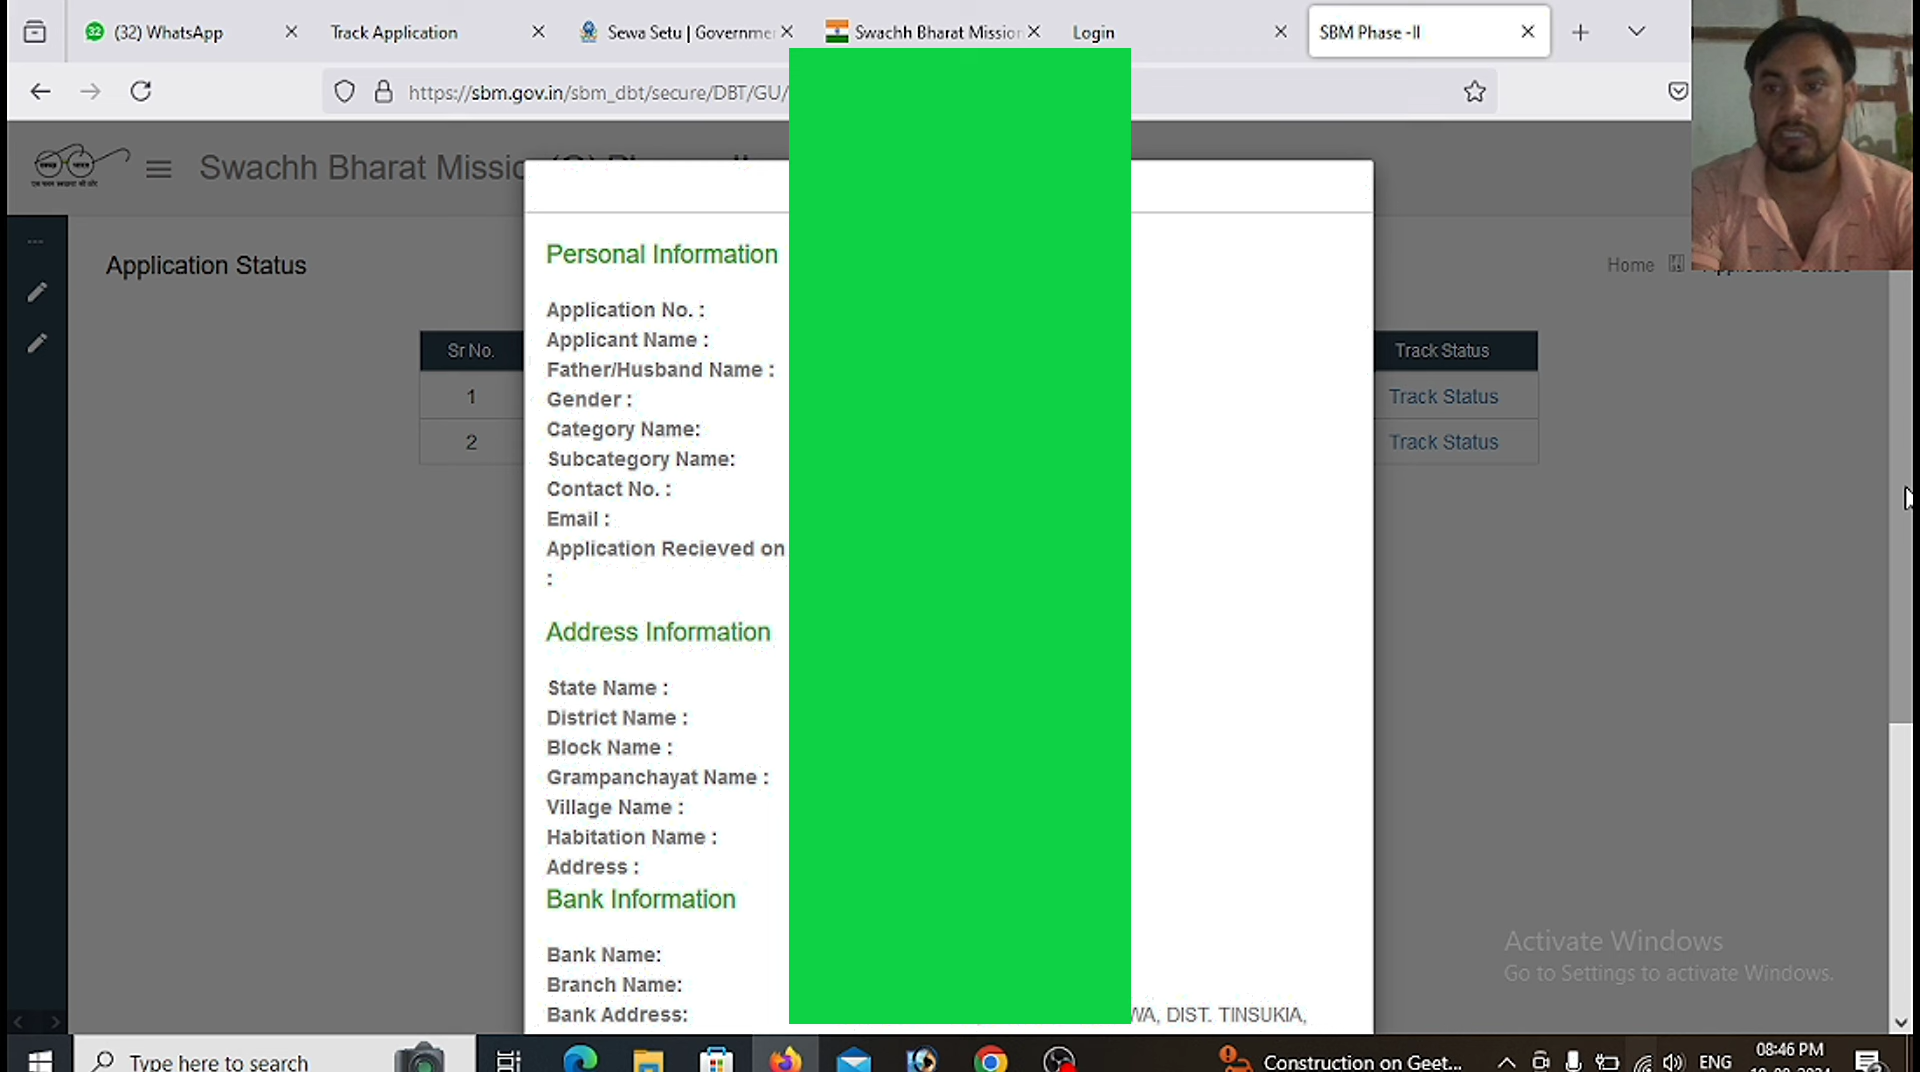 32 (32) WhatsApp
Track Application
Sewa Setu | Governme
Swachh Bharat Mission
Login
SBM Phase -II
https://sbm.gov.in/sbm_dbt/secure/DBT/GU/
Swachh Bharat Missio
Application Status
Home
Sr No.
Track Status
1
Track Status
2
Track Status
Personal Information
Application No. :
Applicant Name :
Father/Husband Name :
Gender :
Category Name:
Subcategory Name:
Contact No. :
Email :
Application Recieved on
:
Address Information
State Name :
District Name :
Block Name :
Grampanchayat Name :
Village Name :
Habitation Name :
Address :
Bank Information
Bank Name:
Branch Name:
Bank Address:
WA, DIST. TINSUKIA,
Activate Windows
Go to Settings to activate Windows.
Type here to search
Construction on Geet...
ENG
08:46 PM